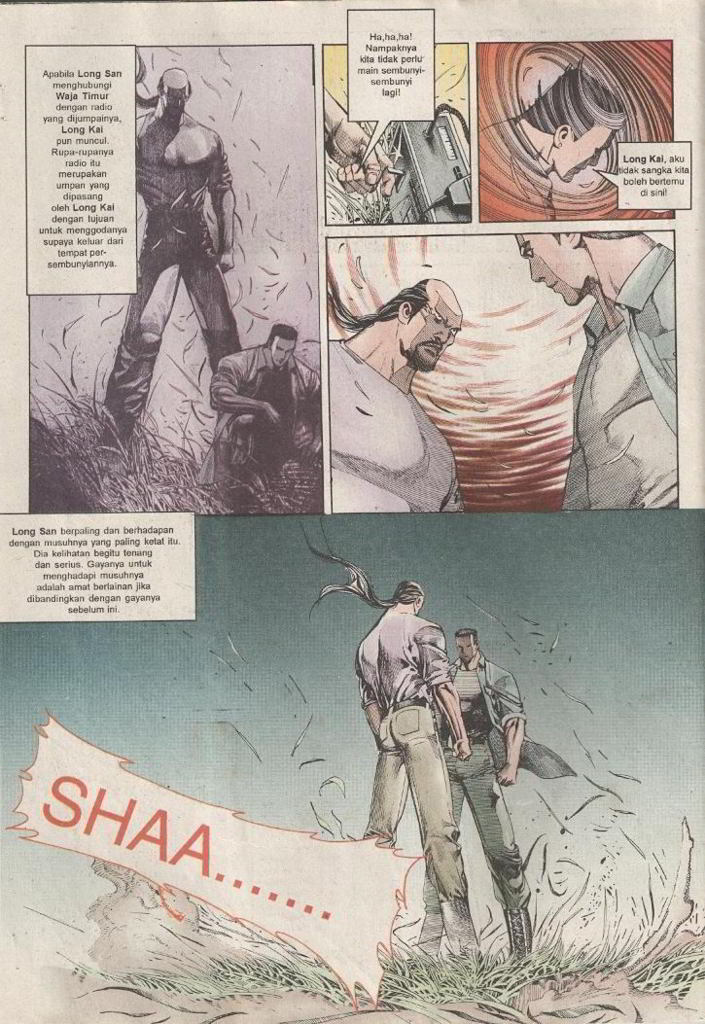 Apabila Long San
menghubungi
Waja Timur
dengan radio
yang dijumpainya,
Long Kai
pun muncul.
Rupa-rupanya
radio itu
merupakan
umpan yang
dipasang
oleh Long Kai
dengan tujuan
untuk menggodanya
supaya keluar dari
tempat per-
sembunyiannya.
Ha,ha,ha!
Nampaknya
kita tidak perlu
main sembunyi-
sembunyi
lagi!
Long Kai, aku
tidak sangka kita
boleh bertemu
di sini!
Long San berpaling dan berhadapan
dengan musuhnya yang paling ketat itu.
Dia kelihatan begitu tenang
dan serius. Gayanya untuk
menghadapi musuhnya
adalah amat berlainan jika
dibandingkan dengan gayanya
sebelum ini.
SHAA.......